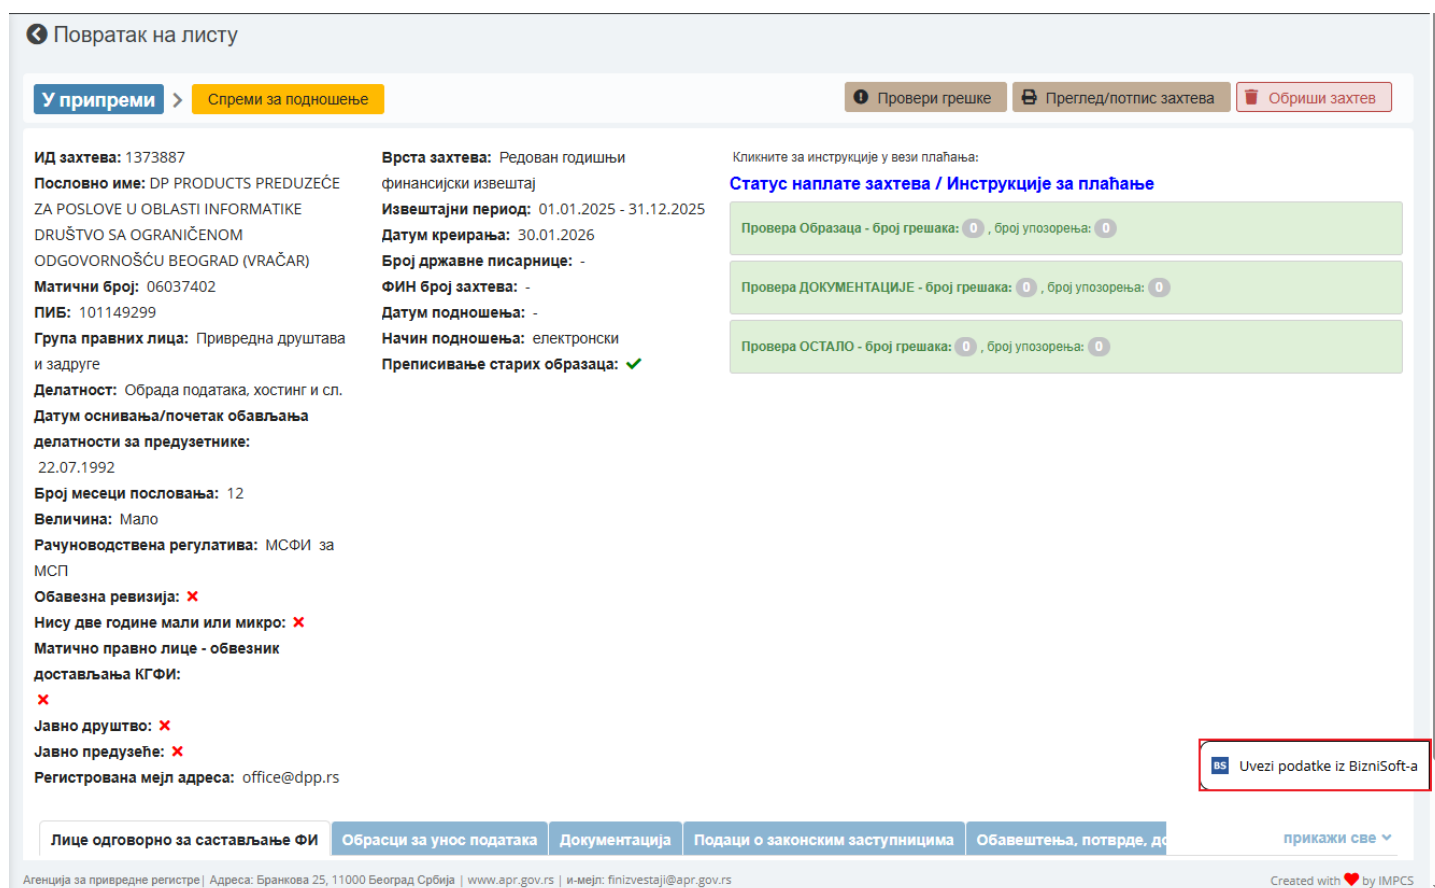 Повратак на листу
У припреми
Спреми за подношење
Провери грешке
Преглед/потпис захтева
Обриши захтев
ИД захтева: 1373887
Пословно име: DP PRODUCTS PREDUZEĆE
ZA POSLOVE U OBLASTI INFORMATIKE
DRUŠTVO SA OGRANIČENOM
ODGOVORNOŠĆU BEOGRAD (VRAČAR)
Матични број: 06037402
ПИБ: 101149299
Група правних лица: Привредна друштава
и задруге
Делатност: Обрада података, хостинг и сл.
Датум оснивања/почетак обављања
делатности за предузетнике:
22.07.1992
Број месеци пословања: 12
Величина: Мало
Рачуноводствена регулатива: МСФИ за
МСП
Обавезна ревизија:
Нису две године мали или микро:
Матично правно лице - обвезник
достављања КГФИ:
Јавно друштво:
Јавно предузеће:
Регистрована мејл адреса: office@dpp.rs
Врста захтева: Редован годишњи
финансијски извештај
Извештајни период: 01.01.2025 - 31.12.2025
Датум креирања: 30.01.2026
Број државне писарнице: -
ФИН број захтева: -
Датум подношења: -
Начин подношења: електронски
Преписивање старих образаца:
Кликните за инструкције у вези плаћања:
Статус наплате захтева / Инструкције за плаћање
Провера Образаца - број грешака: 0 , број упозорења: 0
Провера ДОКУМЕНТАЦИЈЕ - број грешака: 0 , број упозорења: 0
Провера ОСТАЛО - број грешака: 0 , број упозорења: 0
BS Uvezi podatke iz BizniSoft-a
Лице одговорно за састављање ФИ
Обрасци за унос података
Документација
Подаци о законским заступницима
Обавештења, потврде, до
прикажи све
Агенција за привредне регистре| Адреса: Бранкова 25, 11000 Београд Србија | www.apr.gov.rs | и-мејл: finizvestaji@apr.gov.rs
Created with by IMPCS